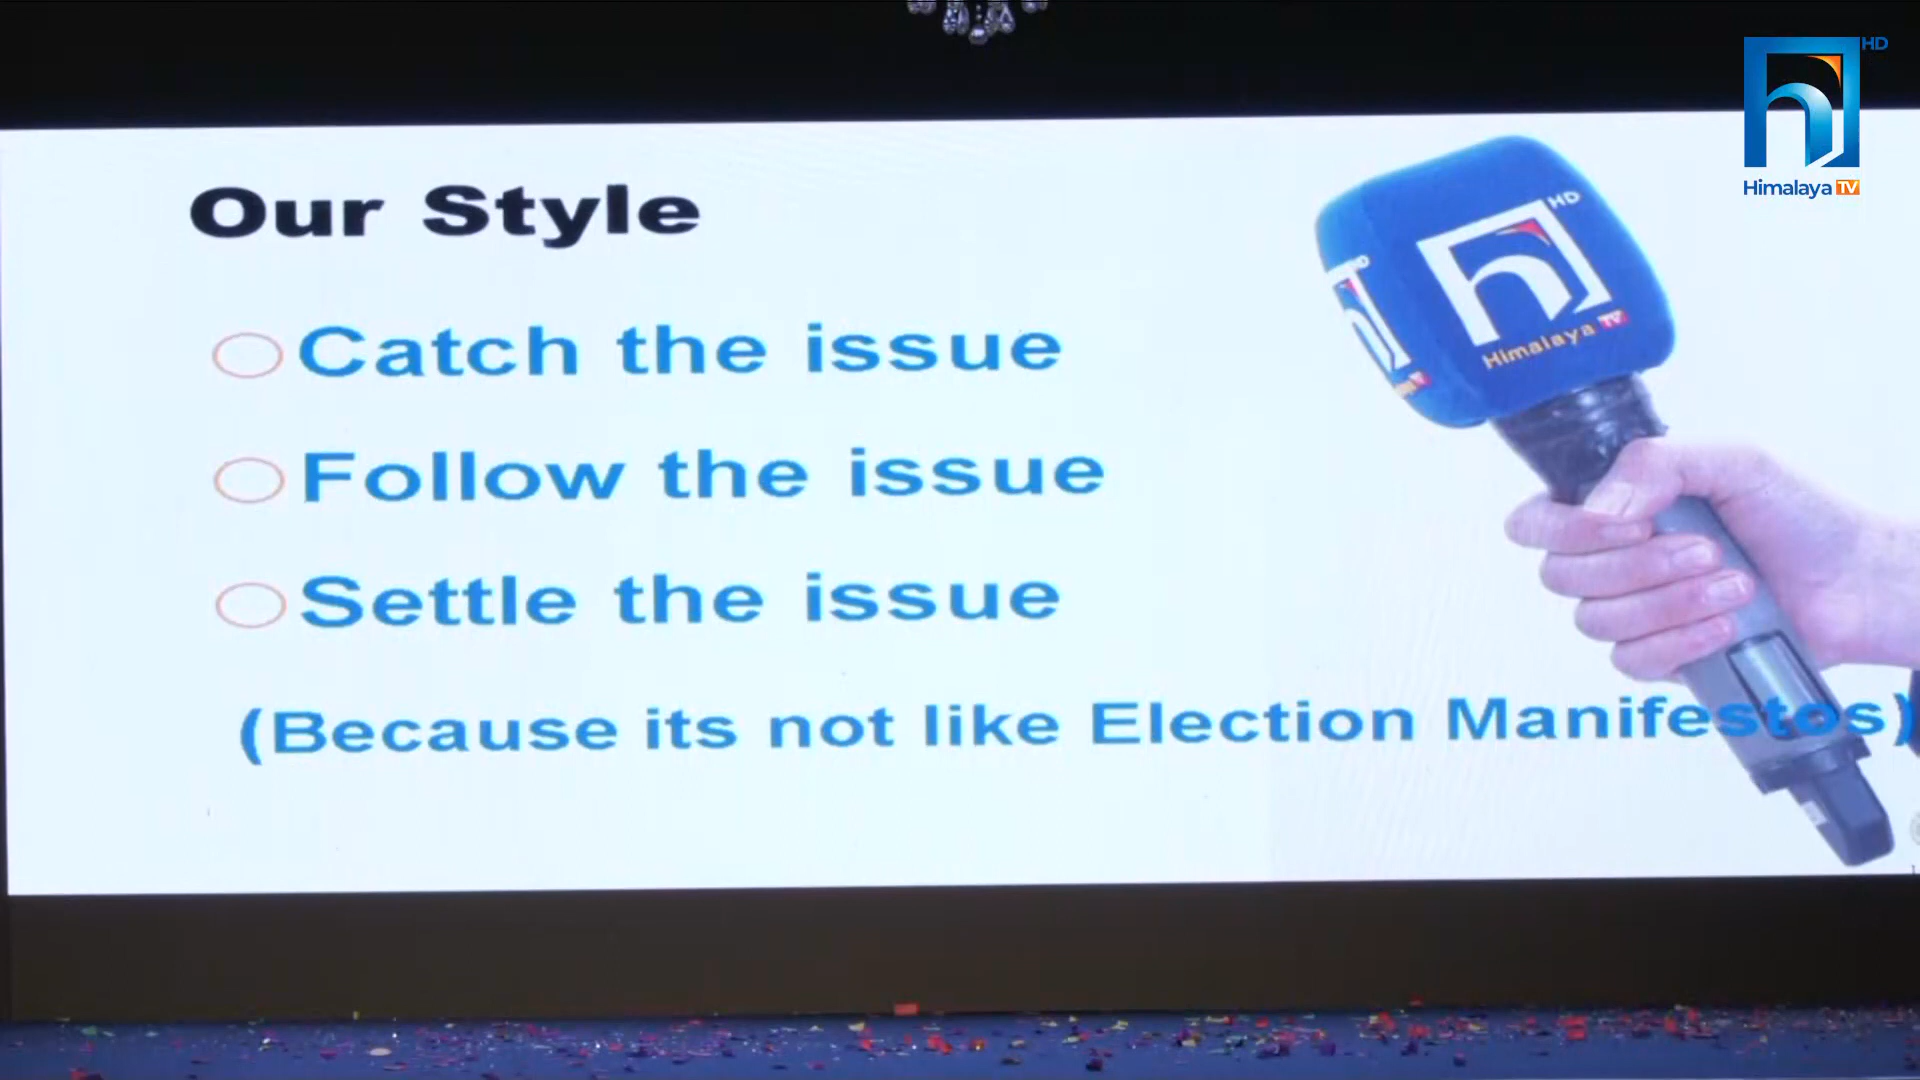 HD
Himalaya TV
Our Style
Catch the issue
Follow the issue
Settle the issue
(Because its not like Election Manifestos)
HD
Himalaya TV
HD